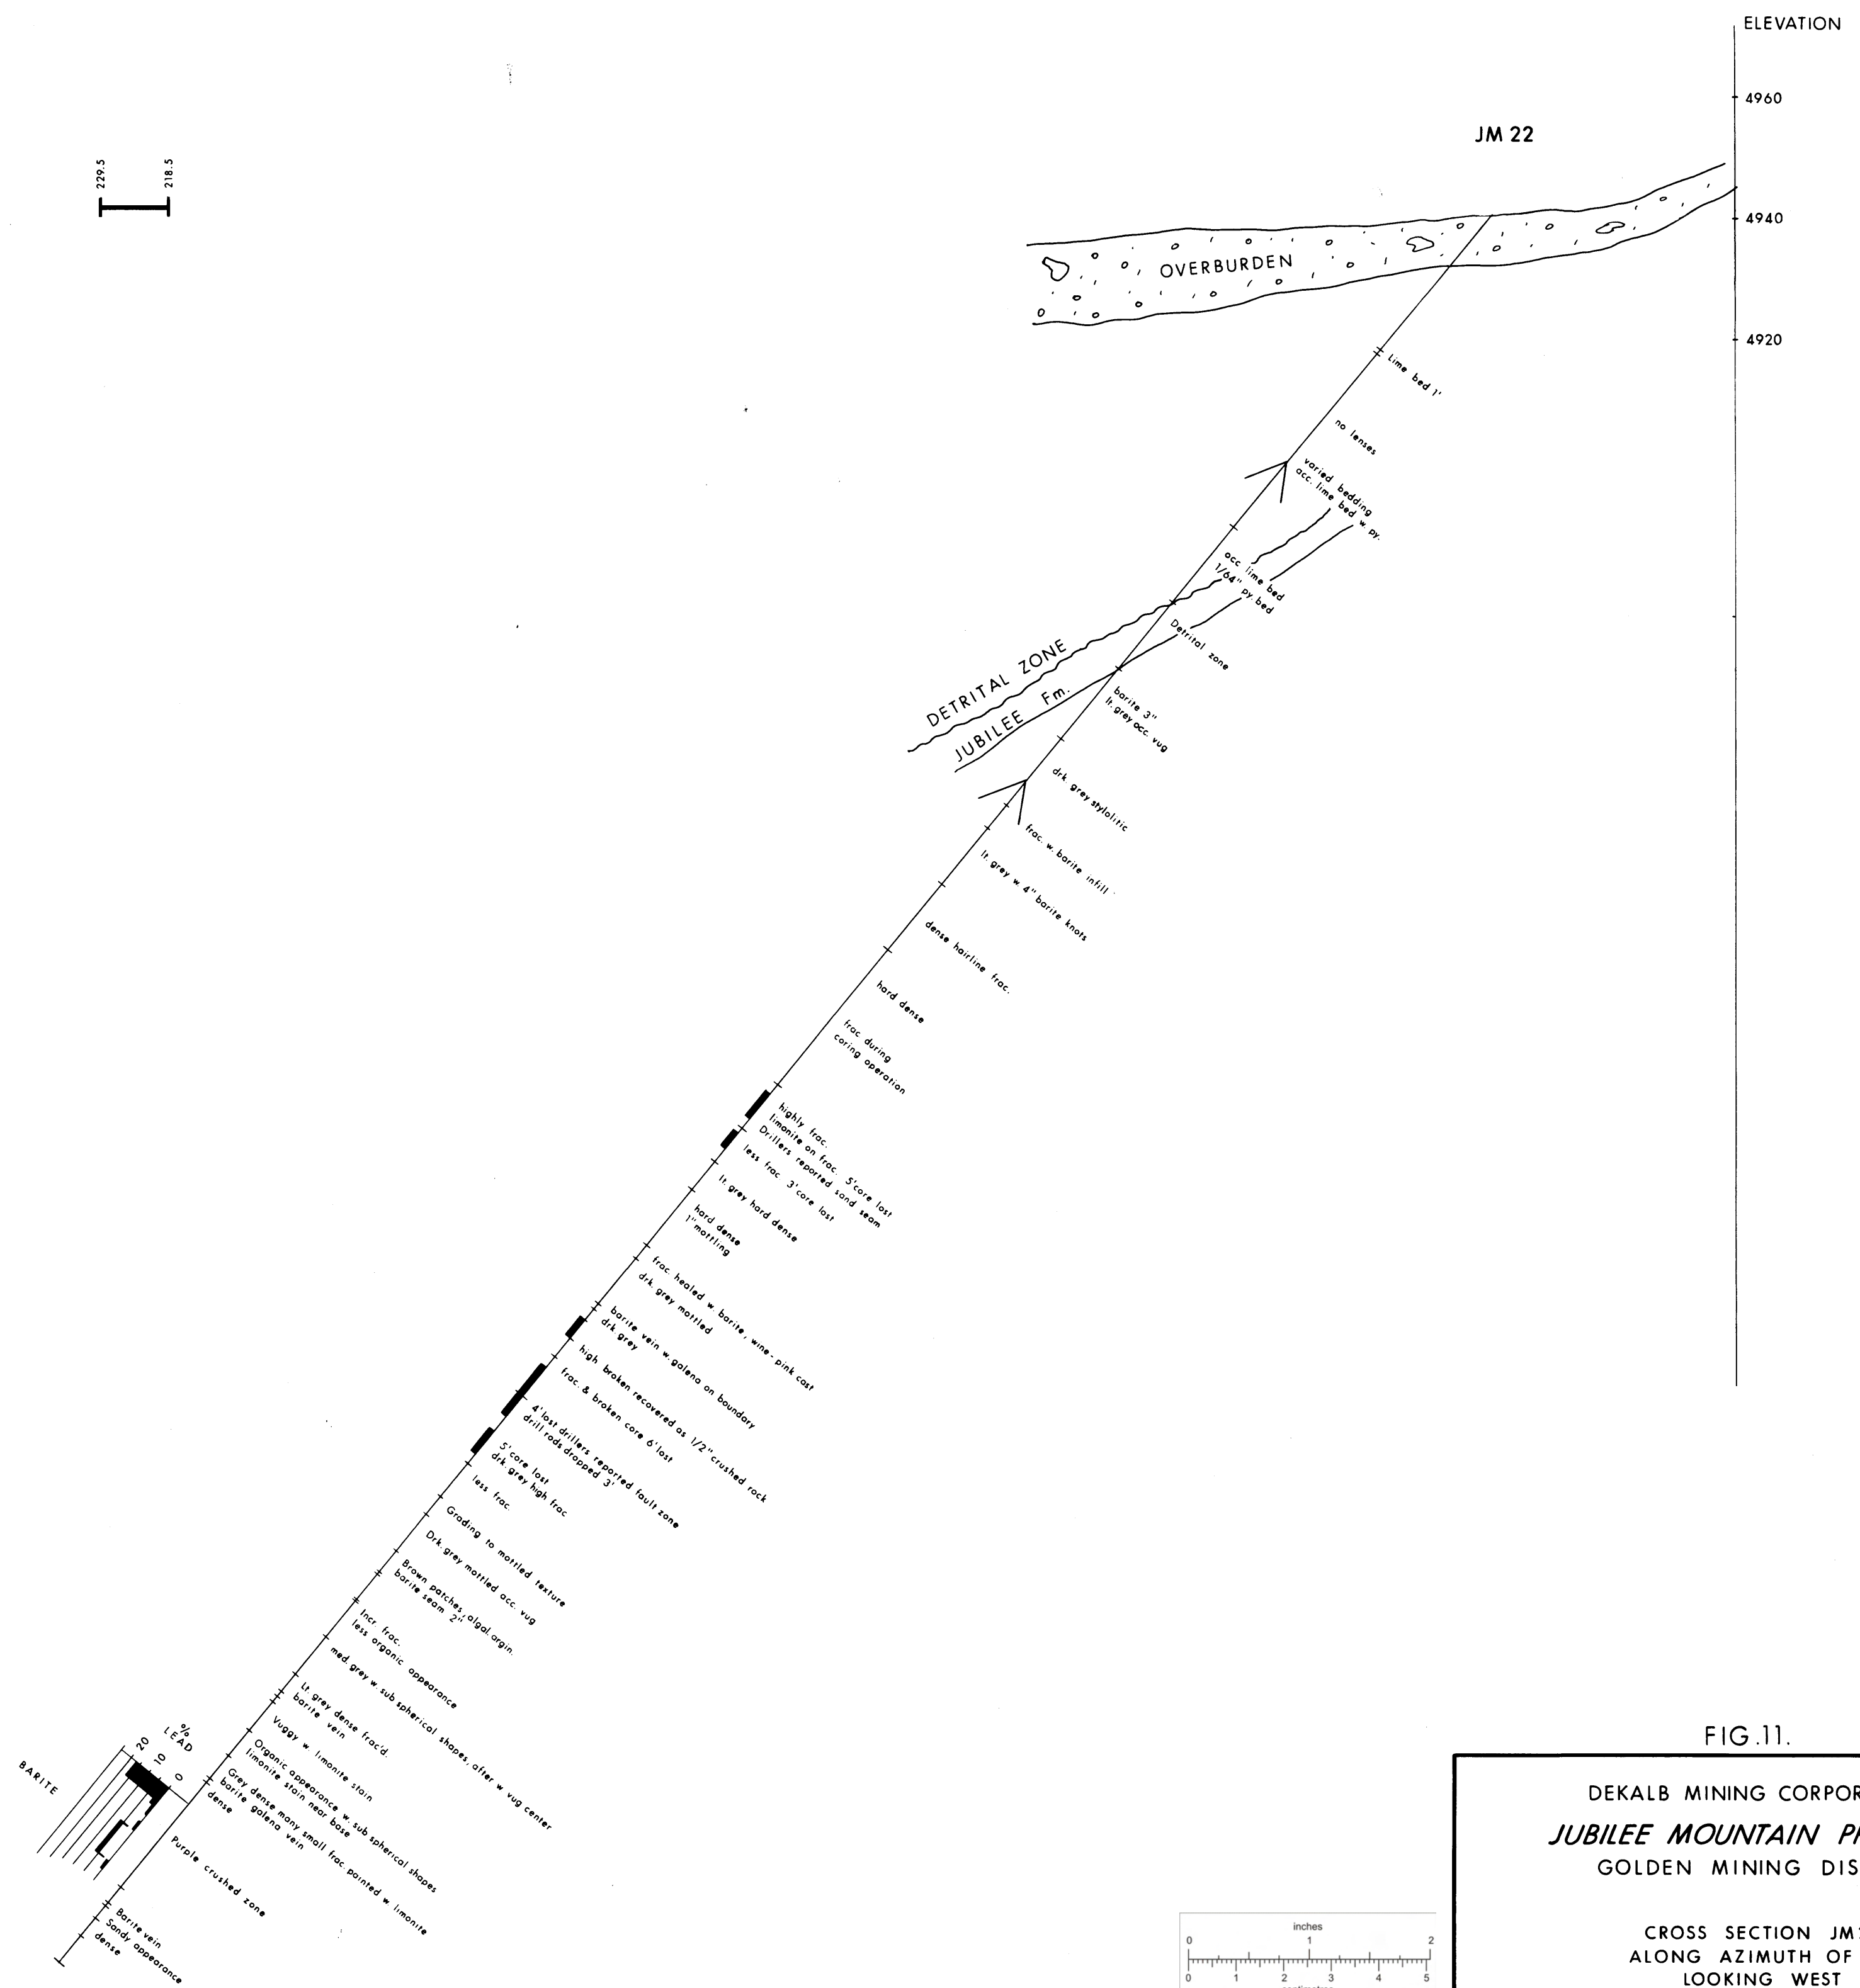 ELEVATION
4960
JM 22
229.5
218.5
4940
OVERBURDEN
4920
Lime bed 1'
no lenses
varied bedding
acc. lime bed w py.
acc lime bed
1/64" py. bed
DETRITAL ZONE
Detrital zone
JUBILEE Fm.
barite 3"
lt. grey occ. vug
drk. grey stylolitic
frac. w. barite infill
lt. grey w. 4" barite knots
dense hairline frac.
hard dense
frac during
coring operation
highly frac.
limonite on frac. 5' core lost
Drillers reported sand seam
less frac 3' core lost
lt. grey hard dense
hard dense
1" mottling
frac. healed w barite, wine-pink cast
drk. grey mottled
barite vein w. galena on boundary
drk grey
high broken recovered as 1/2" crushed rock
frac. & broken core 6' lost
4' lost drillers reported fault zone
drill rods dropped 3'
5' core lost
drk. grey high frac
less frac.
Grading to mottled texture
Drk. grey mottled acc. vug
Brown patches, algal orgin.
barite seam 2"
Incr. frac.
less organic appearance
med. grey w. sub spherical shapes, after w vug center
Lt. grey dense frac'd.
barite vein
Vuggy w. limonite stain
Organic appearance w. sub spherical shapes
limonite stain near base
Grey dense many small frac. painted w. limonite
barite galena vein
dense
% LEAD
20
10
0
BARITE
Purple crushed zone
Barite vein
Sandy appearance
dense
FIG.11.
DEKALB MINING CORPOR
JUBILEE MOUNTAIN PR
GOLDEN MINING DIS
CROSS SECTION JM
ALONG AZIMUTH OF
LOOKING WEST
inches
0 1 2
0 1 2 3 4 5